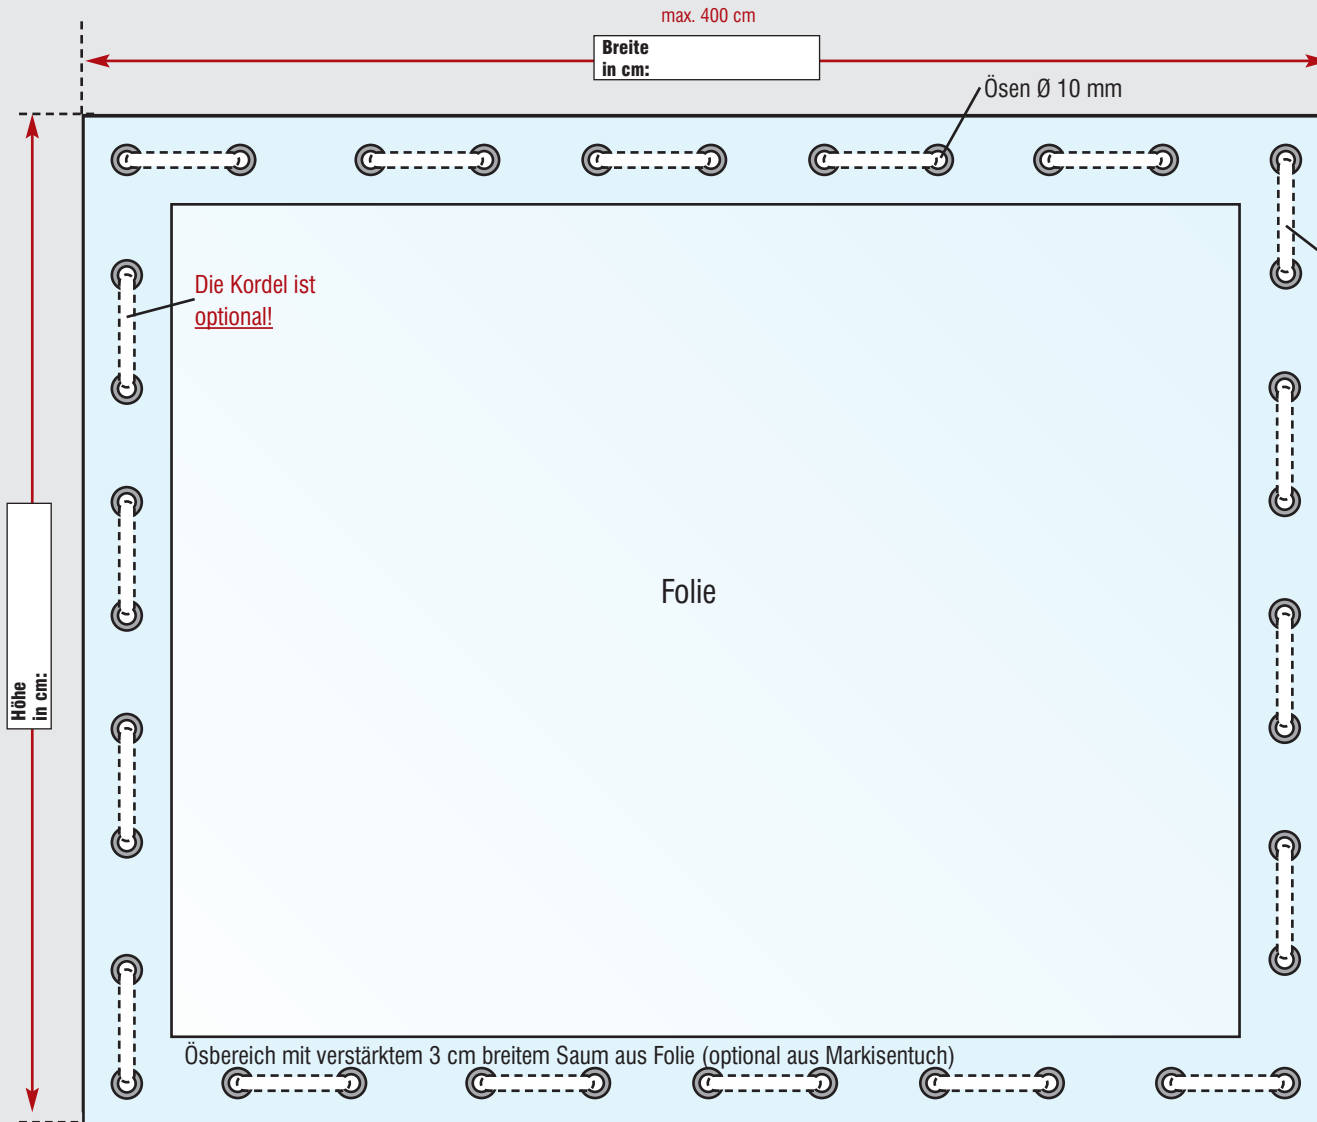 max. 400 cm
Breite
in cm:
Ösen Ø 10 mm
Die Kordel ist
optional!
Folie
Höhe
in cm:
Ösbereich mit verstärktem 3 cm breitem Saum aus Folie (optional aus Markisentuch)